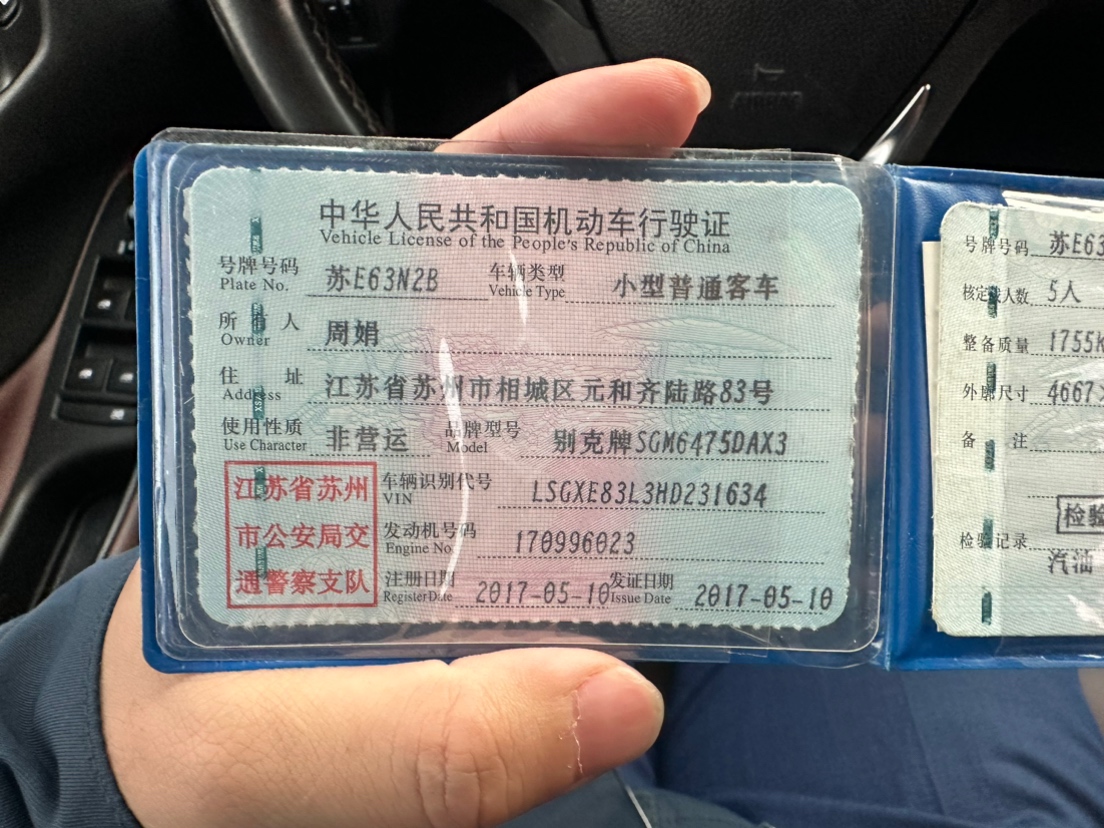 中华人民共和国机动车行驶证
Vehicle License of the People's Republic of China
号牌号码 苏E63N2B 车辆类型 小型普通客车
Plate No. Vehicle Type
所有人 周娟
Owner
住址 江苏省苏州市相城区元和齐陆路83号
Address
使用性质 非营运 品牌型号 别克牌SGM6475DAX3
Use Character Model
江苏省苏州
市公安局交
通警察支队
车辆识别代号 LSGXE83L3HD231634
VIN
发动机号码 170996023
Engine No.
注册日期 2017-05-10 发证日期 2017-05-10
Register Date Issue Date
号牌号码 苏E63
核定载人数 5人
整备质量 1755K
外廓尺寸 4667
备注
检验
检验记录
汽油